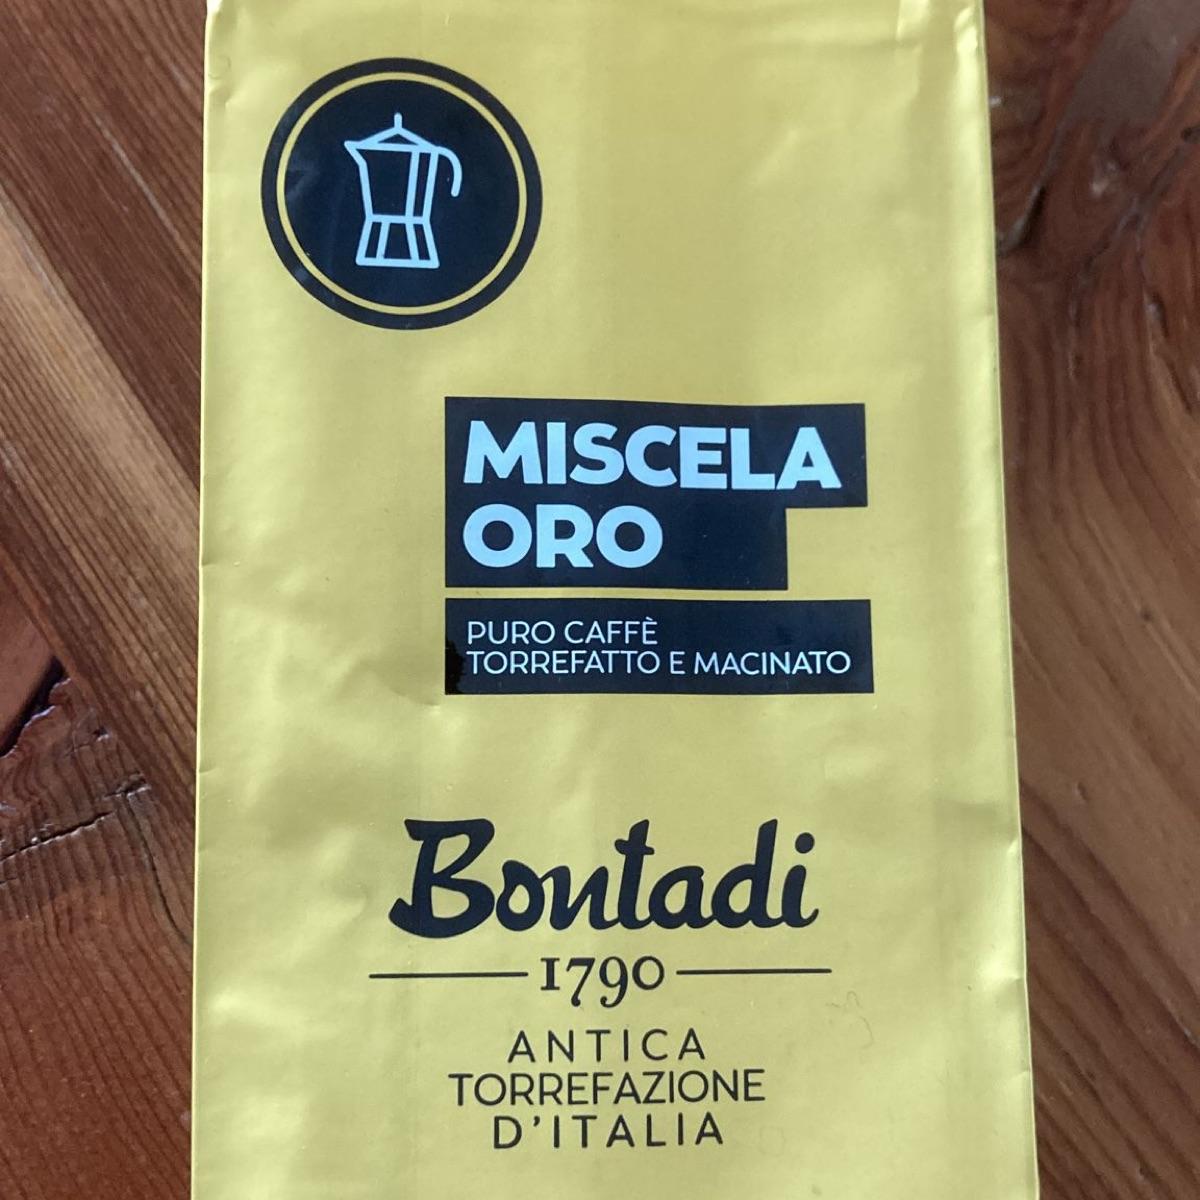 MISCELA
ORO
PURO CAFFÈ
TORREFATTO E MACINATO
Bontadi
1790
ANTICA
TORREFAZIONE
D'ITALIA